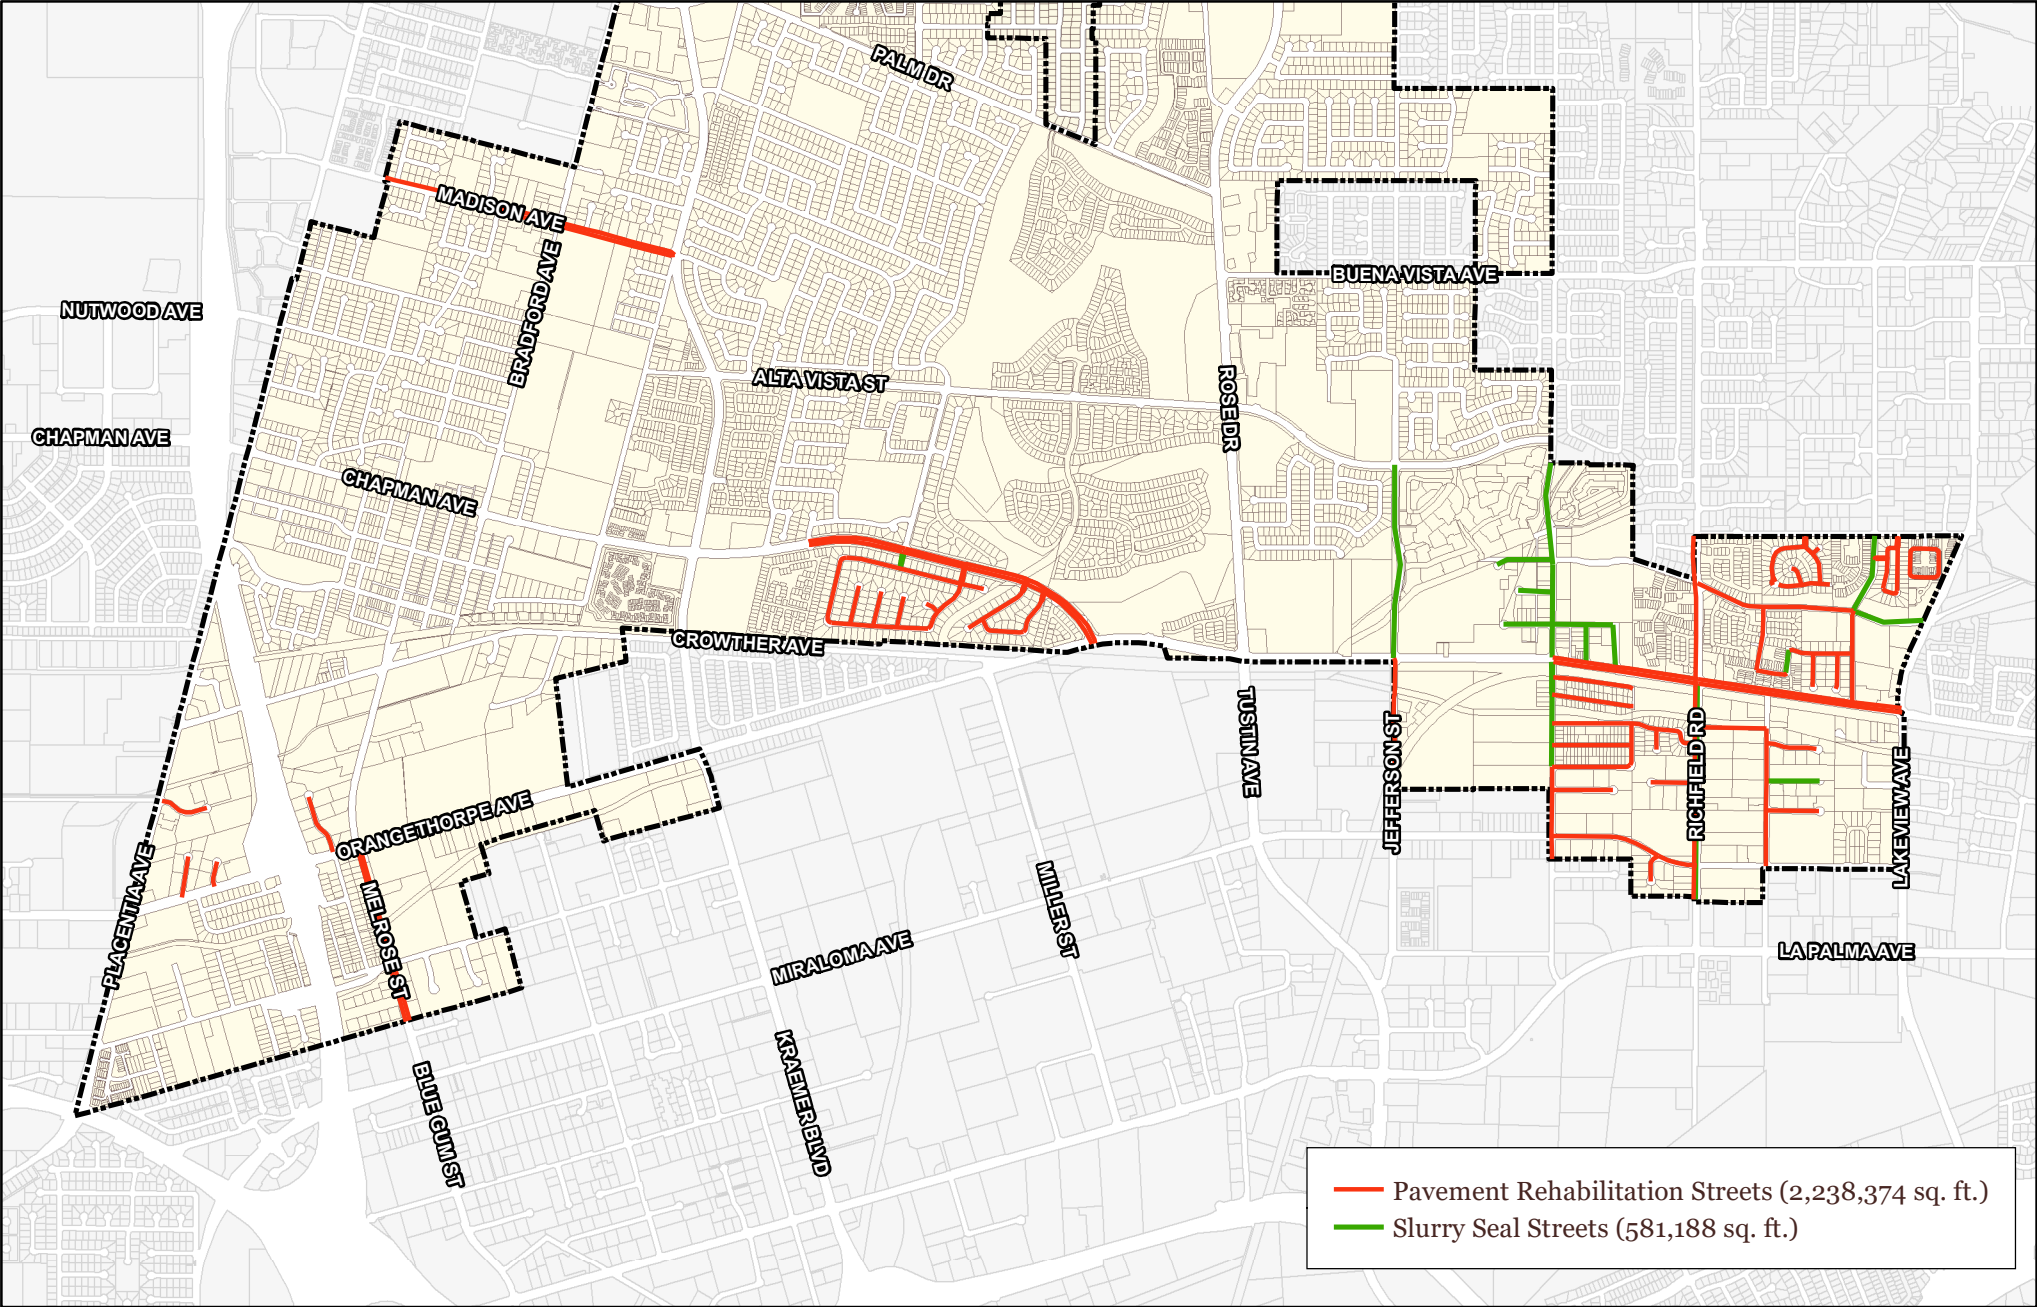 PALM DR
MADISON AVE
BRADFORD AVE
BUENA VISTA AVE
NUTWOOD AVE
ALTA VISTA ST
ROSE DR
CHAPMAN AVE
CHAPMAN AVE
CROWTHER AVE
TUSTIN AVE
JEFFERSON ST
RICHFIELD RD
LAKEVIEW AVE
ORANGETHORPE AVE
PLACENTIA AVE
MELROSE ST
MILLER ST
MIRALOMA AVE
LA PALMA AVE
BLUE GUM ST
KRAEMER BLVD
Pavement Rehabilitation Streets (2,238,374 sq. ft.)
Slurry Seal Streets (581,188 sq. ft.)